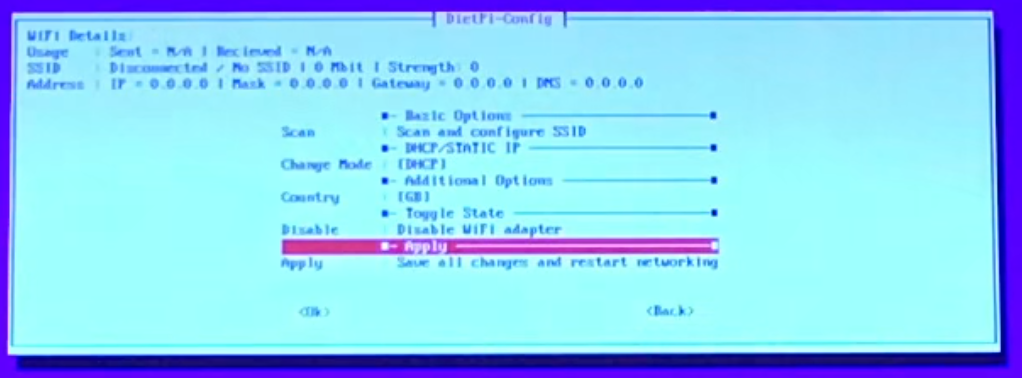 DietPi-Config
WiFi Details:
Usage : Sent = N/A | Recieved = N/A
SSID : Disconnected / No SSID | 0 Mbit | Strength: 0
Address : IP = 0.0.0.0 | Mask = 0.0.0.0 | Gateway = 0.0.0.0 | DNS = 0.0.0.0
Basic Options
Scan : Scan and configure SSID
DHCP/STATIC IP
Change Mode : [DHCP]
Additional Options
Country : [GB]
Toggle State
Disable : Disable WiFi adapter
Apply
Apply : Save all changes and restart networking
<Ok> <Back>